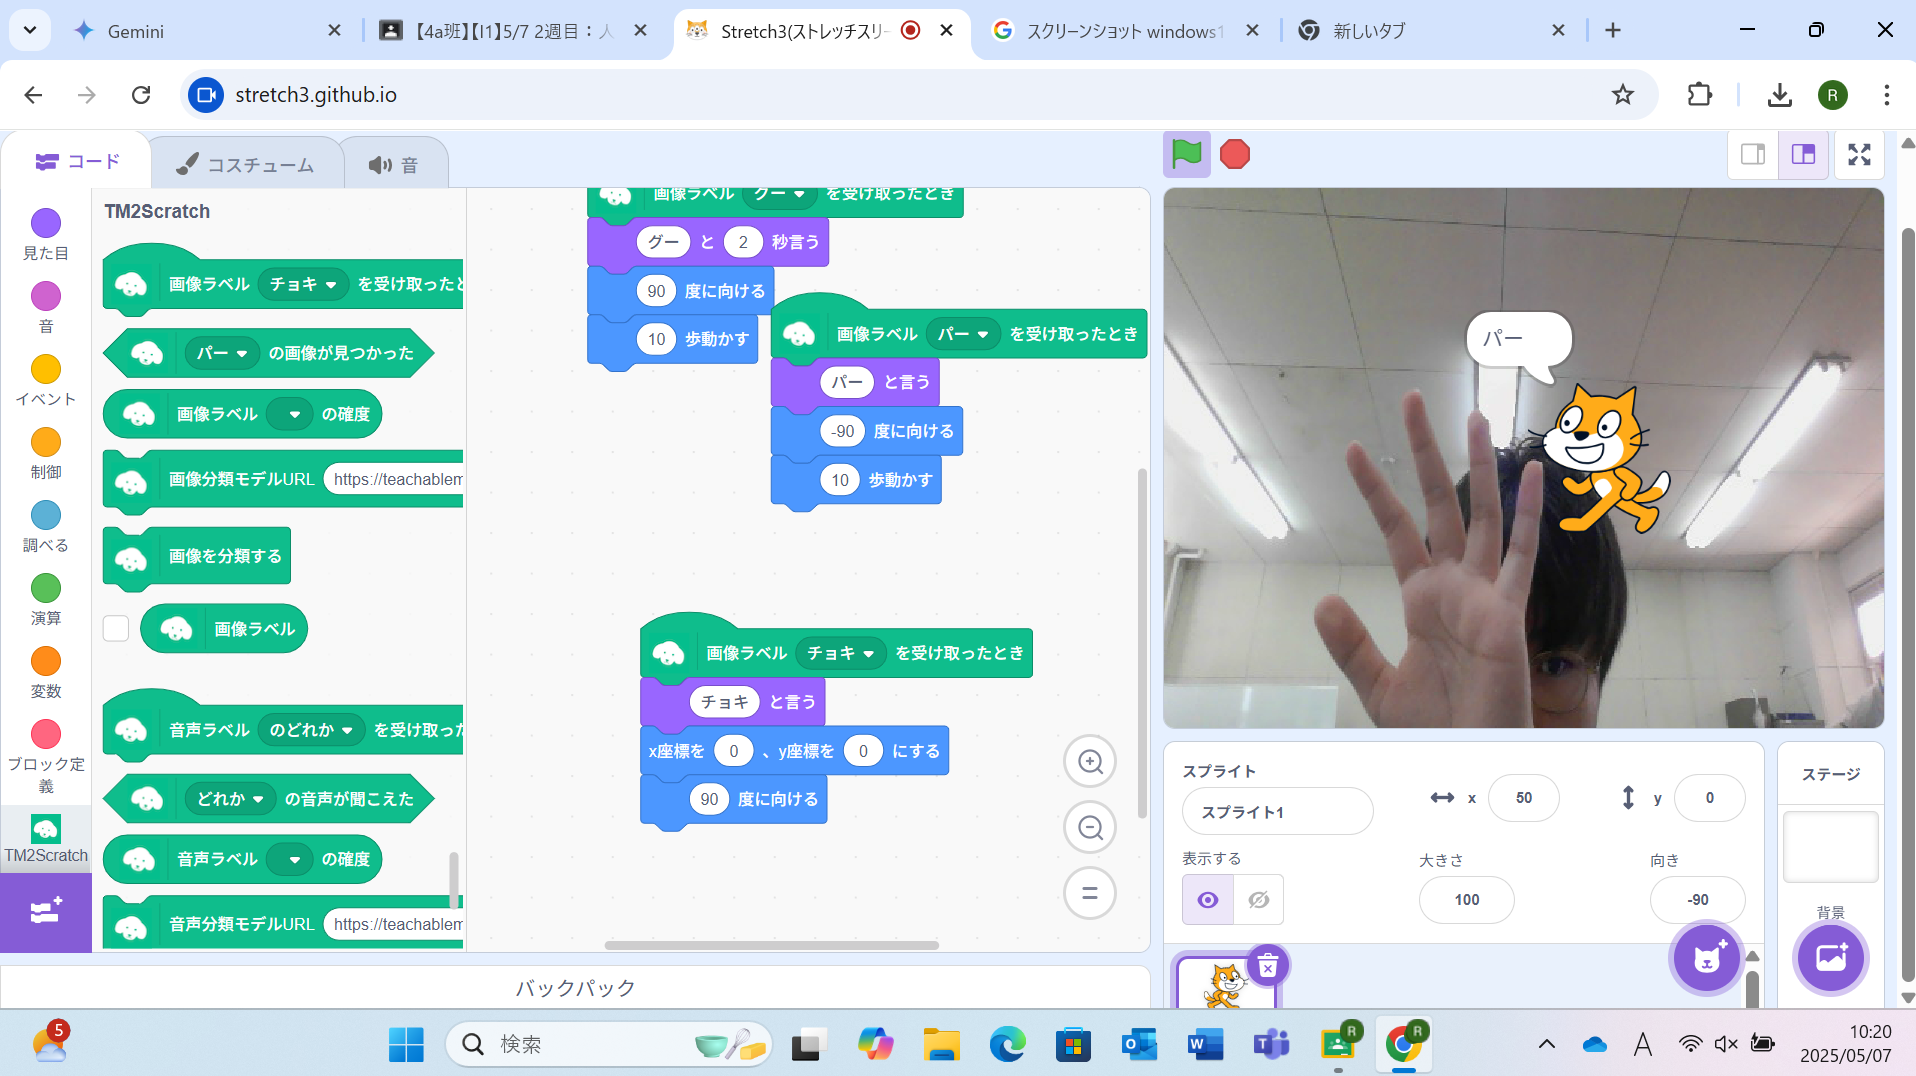 Gemini
【4a班】【I1】5/7 2週目：人
Stretch3(ストレッチスリー
スクリーンショット windows1
新しいタブ
stretch3.github.io
R
コード
コスチューム
音
見た目
音
イベント
制御
調べる
演算
変数
ブロック定義
TM2Scratch
TM2Scratch
画像ラベル チョキ を受け取ったと
パー の画像が見つかった
画像ラベル の確度
画像分類モデルURL https://teachablem
画像を分類する
画像ラベル
音声ラベル のどれか を受け取った
どれか の音声が聞こえた
音声ラベル の確度
音声分類モデルURL https://teachablem
画像ラベル グー を受け取ったとき
グー と 2 秒言う
90 度に向ける
10 歩動かす
画像ラベル パー を受け取ったとき
パー と言う
-90 度に向ける
10 歩動かす
画像ラベル チョキ を受け取ったとき
チョキ と言う
x座標を 0 、y座標を 0 にする
90 度に向ける
バックパック
パー
スプライト
スプライト1
x 50
y 0
表示する
大きさ
100
向き
-90
ステージ
背景
5
検索
R
R
A
10:20
2025/05/07